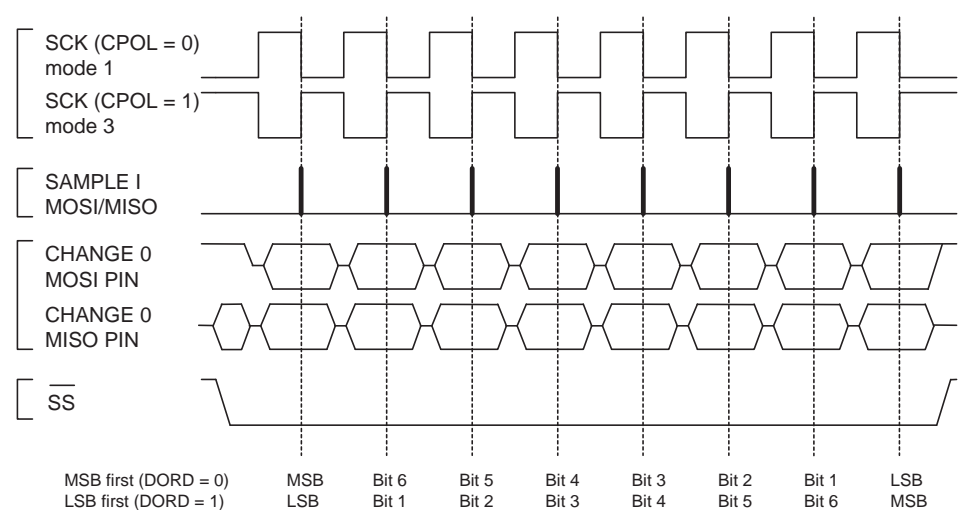 SCK (CPOL = 0)
mode 1
SCK (CPOL = 1)
mode 3
SAMPLE I
MOSI/MISO
CHANGE 0
MOSI PIN
CHANGE 0
MISO PIN
SS
MSB first (DORD = 0) MSB Bit 6 Bit 5 Bit 4 Bit 3 Bit 2 Bit 1 LSB
LSB first (DORD = 1) LSB Bit 1 Bit 2 Bit 3 Bit 4 Bit 5 Bit 6 MSB